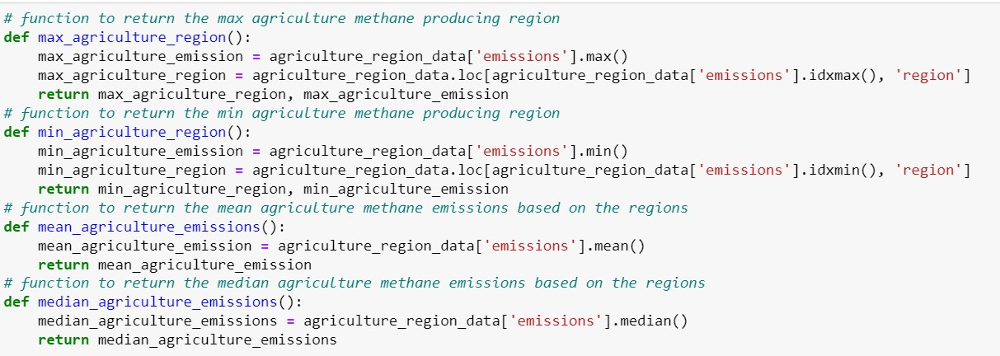 # function to return the max agriculture methane producing region
def max_agriculture_region():
    max_agriculture_emission = agriculture_region_data['emissions'].max()
    max_agriculture_region = agriculture_region_data.loc[agriculture_region_data['emissions'].idxmax(), 'region']
    return max_agriculture_region, max_agriculture_emission
# function to return the min agriculture methane producing region
def min_agriculture_region():
    min_agriculture_emission = agriculture_region_data['emissions'].min()
    min_agriculture_region = agriculture_region_data.loc[agriculture_region_data['emissions'].idxmin(), 'region']
    return min_agriculture_region, min_agriculture_emission
# function to return the mean agriculture methane emissions based on the regions
def mean_agriculture_emissions():
    mean_agriculture_emission = agriculture_region_data['emissions'].mean()
    return mean_agriculture_emission
# function to return the median agriculture methane emissions based on the regions
def median_agriculture_emissions():
    median_agriculture_emissions = agriculture_region_data['emissions'].median()
    return median_agriculture_emissions